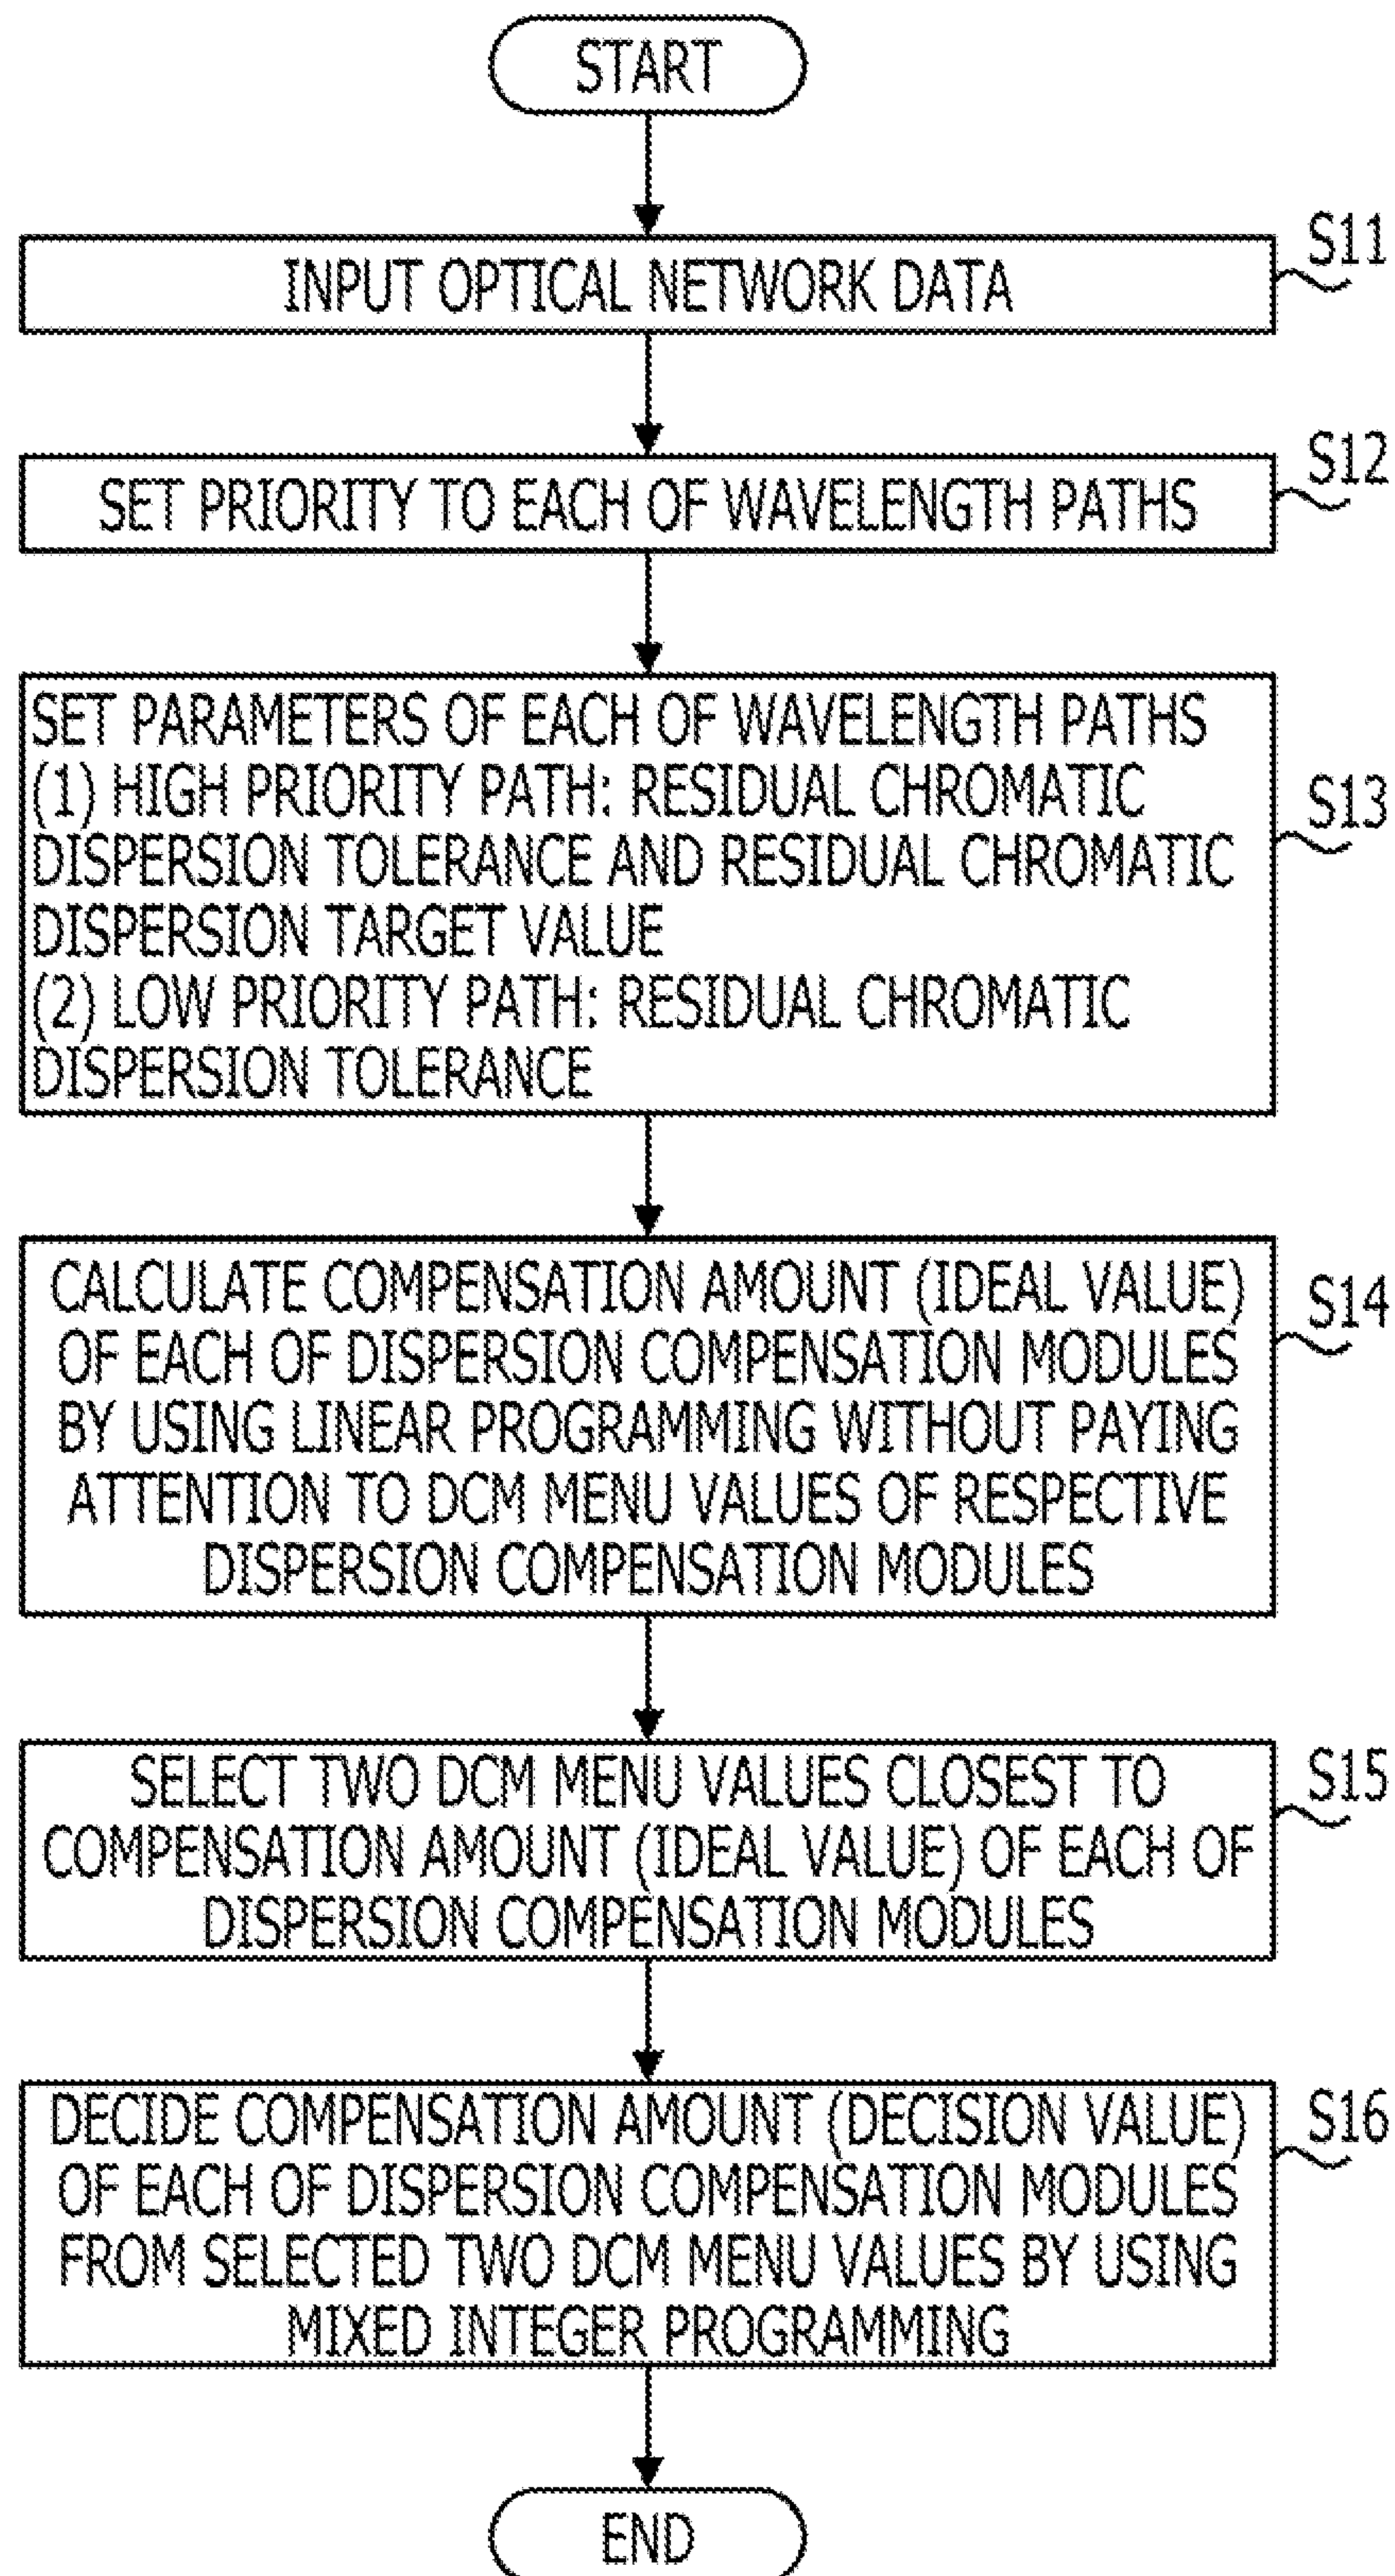 START
S11
INPUT OPTICAL NETWORK DATA
S12
SET PRIORITY TO EACH OF WAVELENGTH PATHS
SET PARAMETERS OF EACH OF WAVELENGTH PATHS
(1) HIGH PRIORITY PATH: RESIDUAL CHROMATIC
S13
DISPERSION TOLERANCE AND RESIDUAL CHROMATIC
DISPERSION TARGET VALUE
(2) LOW PRIORITY PATH: RESIDUAL CHROMATIC
DISPERSION TOLERANCE
CALCULATE COMPENSATION AMOUNT (IDEAL VALUE)
S14
OF EACH OF DISPERSION COMPENSATION MODULES
BY USING LINEAR PROGRAMMING WITHOUT PAYING
ATTENTION TO DCM MENU VALUES OF RESPECTIVE
DISPERSION COMPENSATION MODULES
S15
SELECT TWO DCM MENU VALUES CLOSEST TO
COMPENSATION AMOUNT (IDEAL VALUE) OF EACH OF
DISPERSION COMPENSATION MODULES
S16
DECIDE COMPENSATION AMOUNT (DECISION VALUE)
OF EACH OF DISPERSION COMPENSATION MODULES
FROM SELECTED TWO DCM MENU VALUES BY USING
MIXED INTEGER PROGRAMMING
END